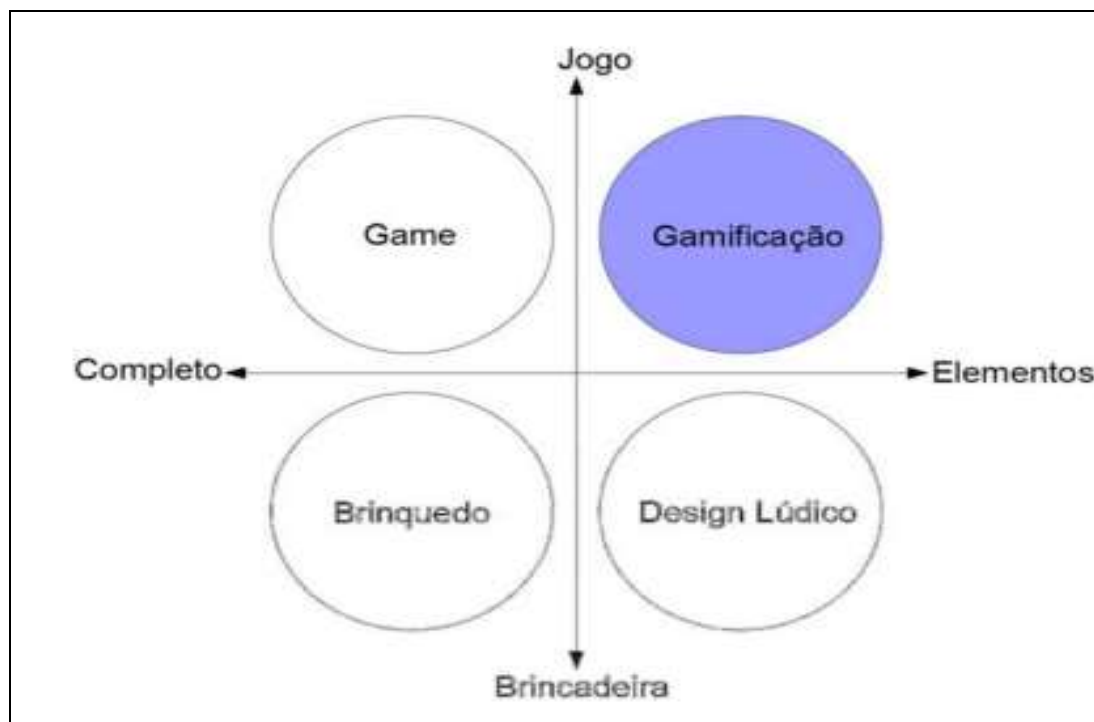 Jogo
Game
Gamificação
Completo
Elementos
Brinquedo
Design Lúdico
Brincadeira